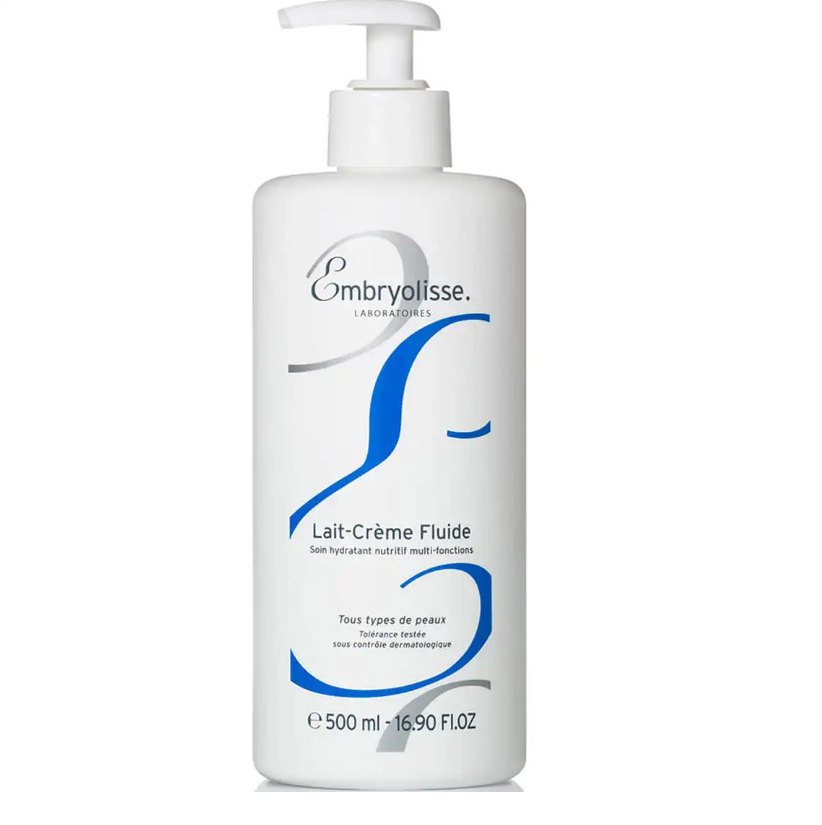 Embryolisse.
LABORATOIRES
Lait-Crème Fluide
Soin hydratant nutritif multi-fonctions
Tous types de peaux
Tolérance testée
sous contrôle dermatologique
℮ 500 ml - 16.90 Fl.OZ